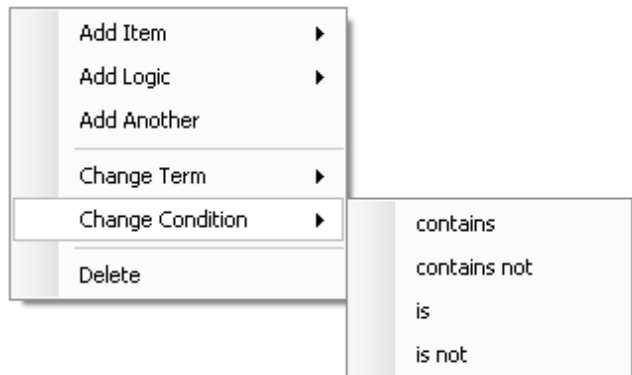 Add Item
Add Logic
Add Another
Change Term
Change Condition
Delete
contains
contains not
is
is not